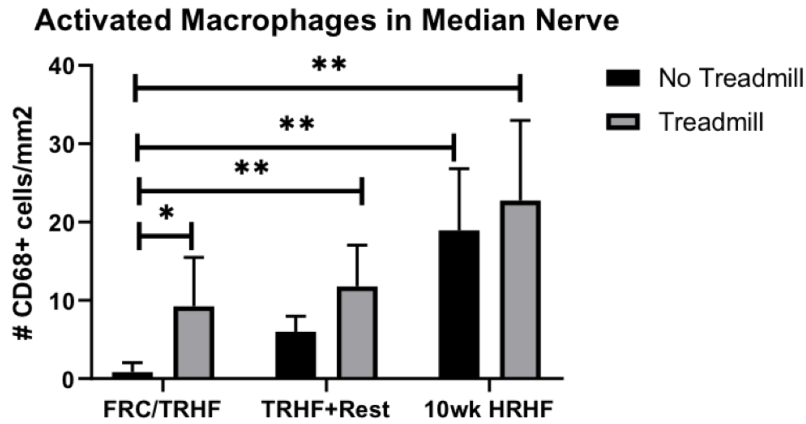 Activated Macrophages in Median Nerve
# CD68+ cells/mm2
40
30
20
10
0
**
**
**
*
FRC/TRHF
TRHF+Rest
10wk HRHF
No Treadmill
Treadmill